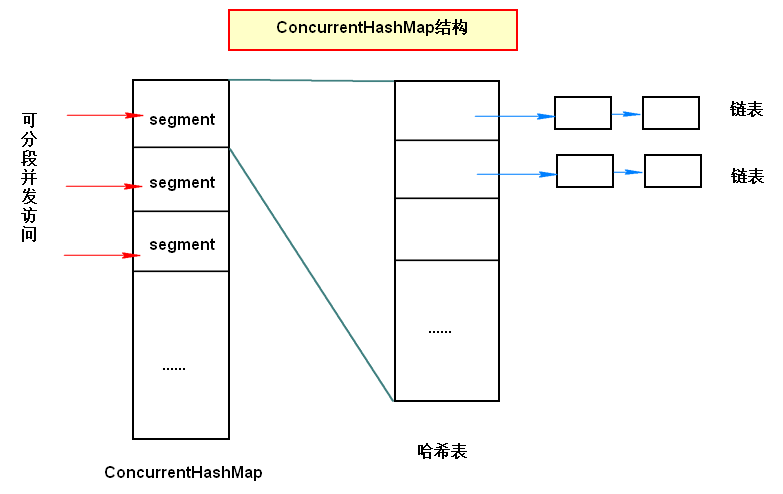 ConcurrentHashMap结构
可分段并发访问
segment
segment
segment
......
ConcurrentHashMap
......
哈希表
链表
链表